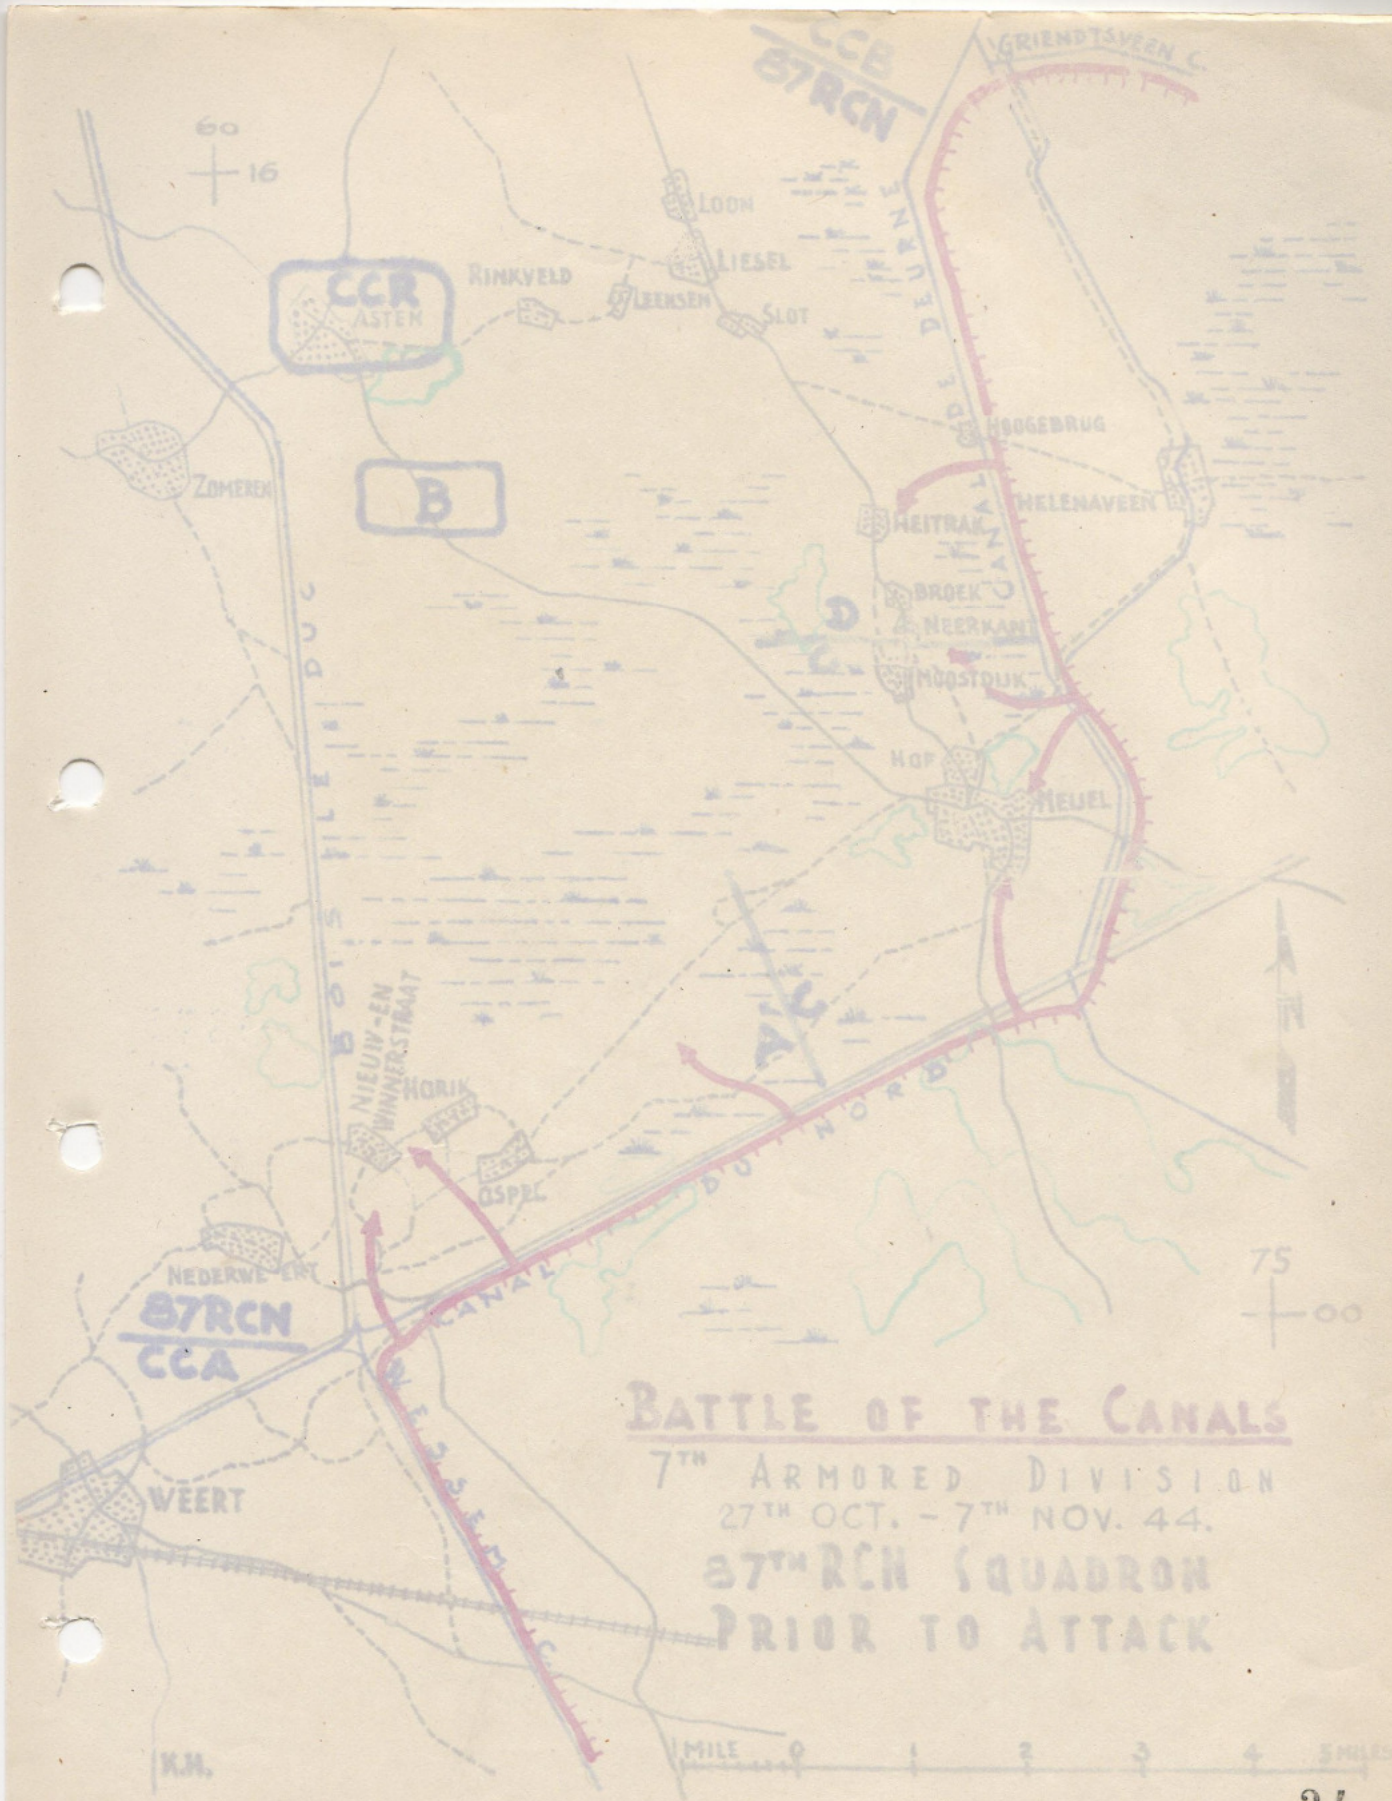 CCB
87RCN
GRIENDTSVEEN C.
60
16
LOON
LIESEL
RINKVELD
LEENSEN
SLOT
CCR
ASTEN
DEURNE
DE
CANAL
HOOGEBRUG
ZOMEREN
B
HELENAVEEN
HEITRAK
BROEK
D
C
NEERKANT
MOOSTDIJK
BOIS LE DUC
HOF
MEIJEL
NIEUW-EN
WINNERSTRAAT
HORIK
OSPEL
A
CANAL DU NORD
NEDERWEERT
87RCN
CCA
75
00
WESSEM C.
WEERT
BATTLE OF THE CANALS
7TH ARMORED DIVISION
27TH OCT. - 7TH NOV. 44.
87TH RCN SQUADRON
PRIOR TO ATTACK
K.H.
1 MILE 0 1 2 3 4 5 MILES